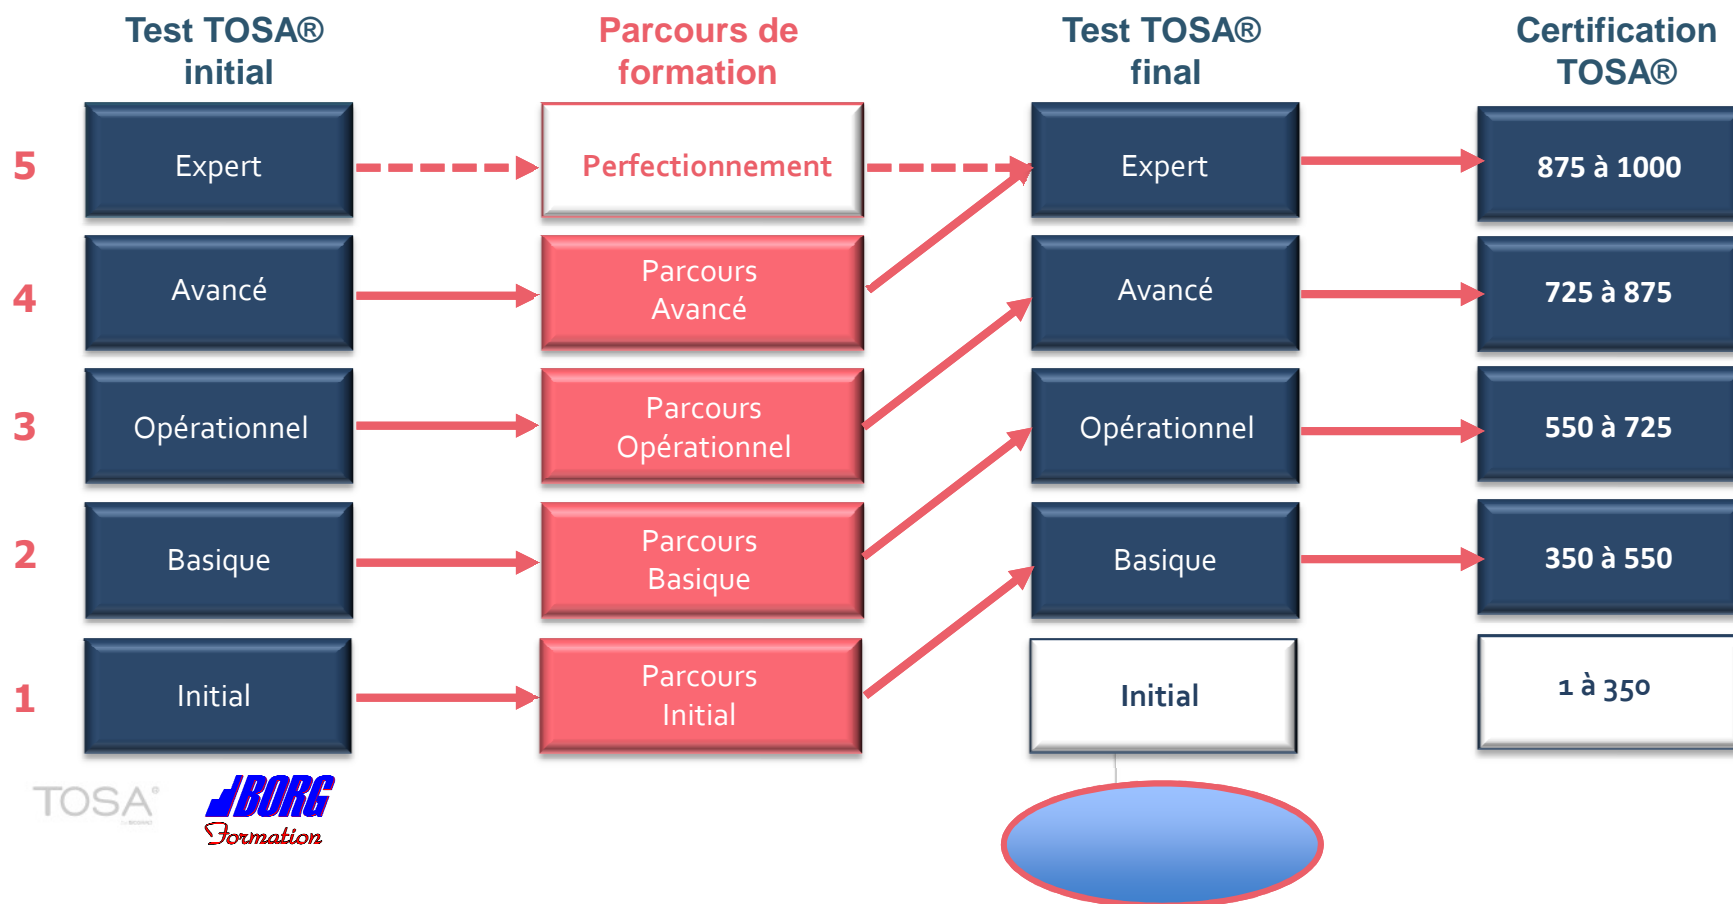 Test TOSA®
initial
Parcours de
formation
Test TOSA®
final
Certification
TOSA®
5
Expert
Perfectionnement
Expert
875 à 1000
4
Avancé
Parcours
Avancé
Avancé
725 à 875
3
Opérationnel
Parcours
Opérationnel
Opérationnel
550 à 725
2
Basique
Parcours
Basique
Basique
350 à 550
1
Initial
Parcours
Initial
Initial
1 à 350
TOSA®
JBORG
Formation